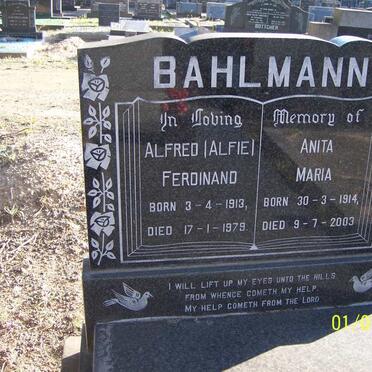 BÖTTCHER
BAHLMANN
In Loving Memory of
ALFRED (ALFIE)
FERDINAND
BORN 3-4-1913,
DIED 17-1-1979
ANITA
MARIA
BORN 30-3-1914,
DIED 9-7-2003
I WILL LIFT UP MY EYES UNTO THE HILLS
FROM WHENCE COMETH MY HELP.
MY HELP COMETH FROM THE LORD
01/0